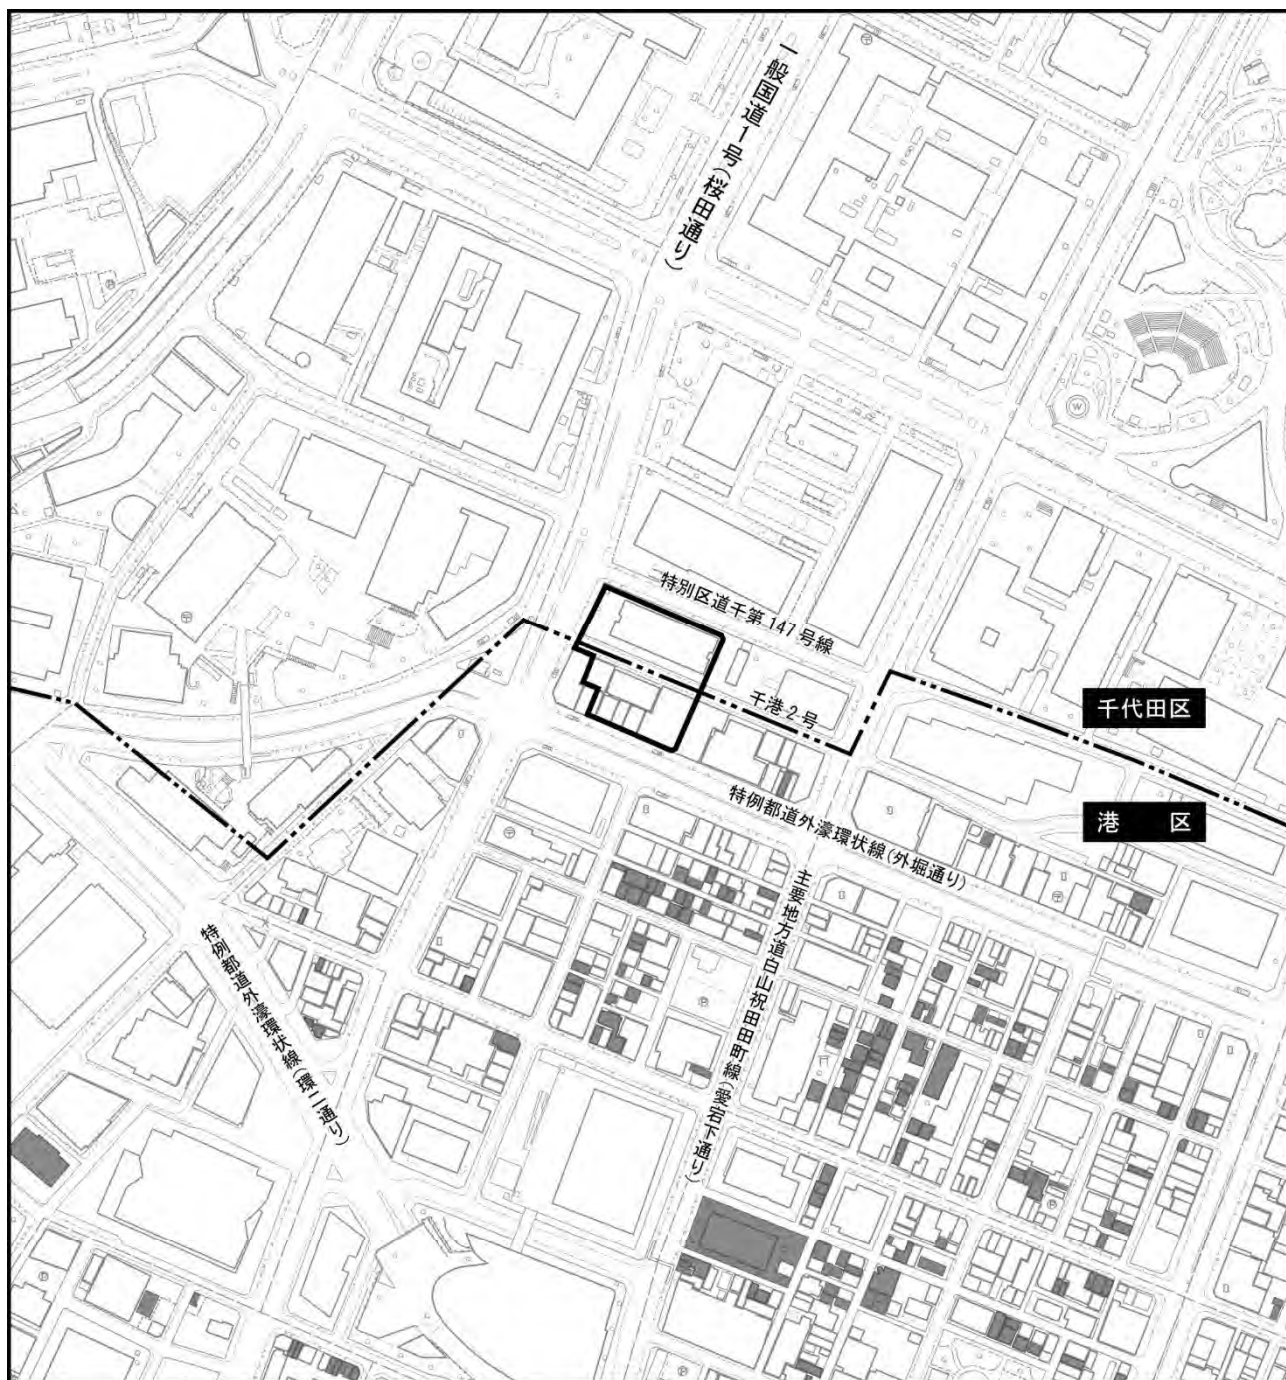 一般国道1号(桜田通り)
特別区道千第147号線
千港2号
千代田区
港　区
特例都道外濠環状線(外堀通り)
主要地方道白山祝田田町線(愛宕下通り)
特例都道外濠環状線(環二通り)